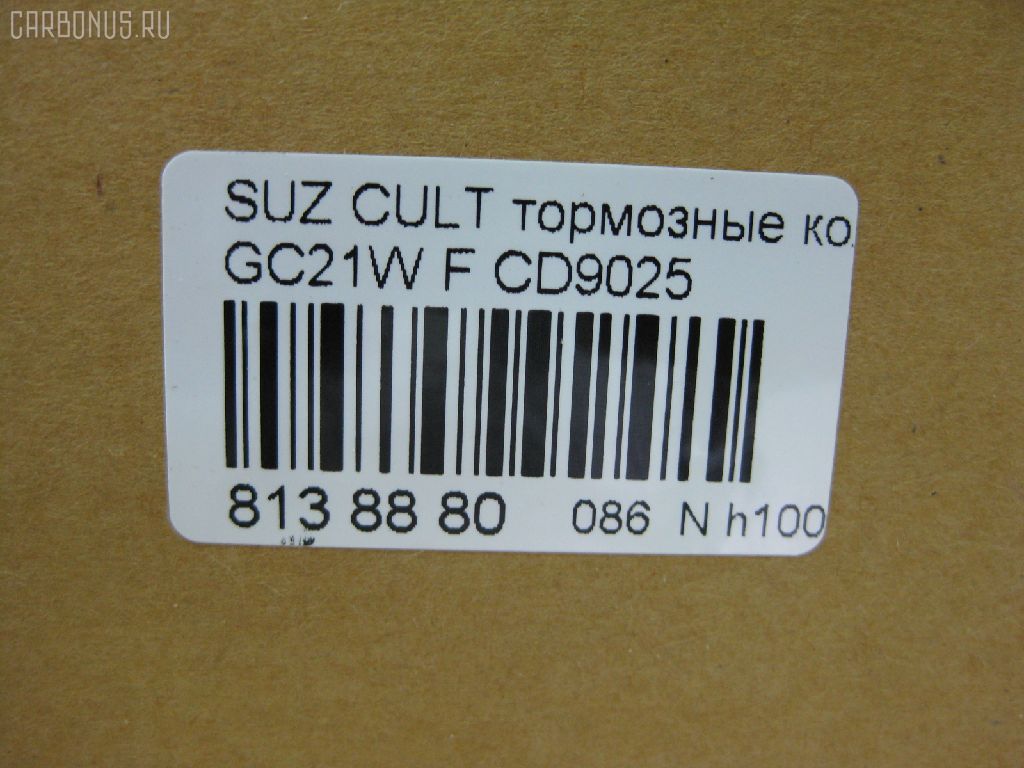 CARBONUS.RU
SUZ CULT тормозные ко
GC21W F CD9025
813 88 80 086 N h100